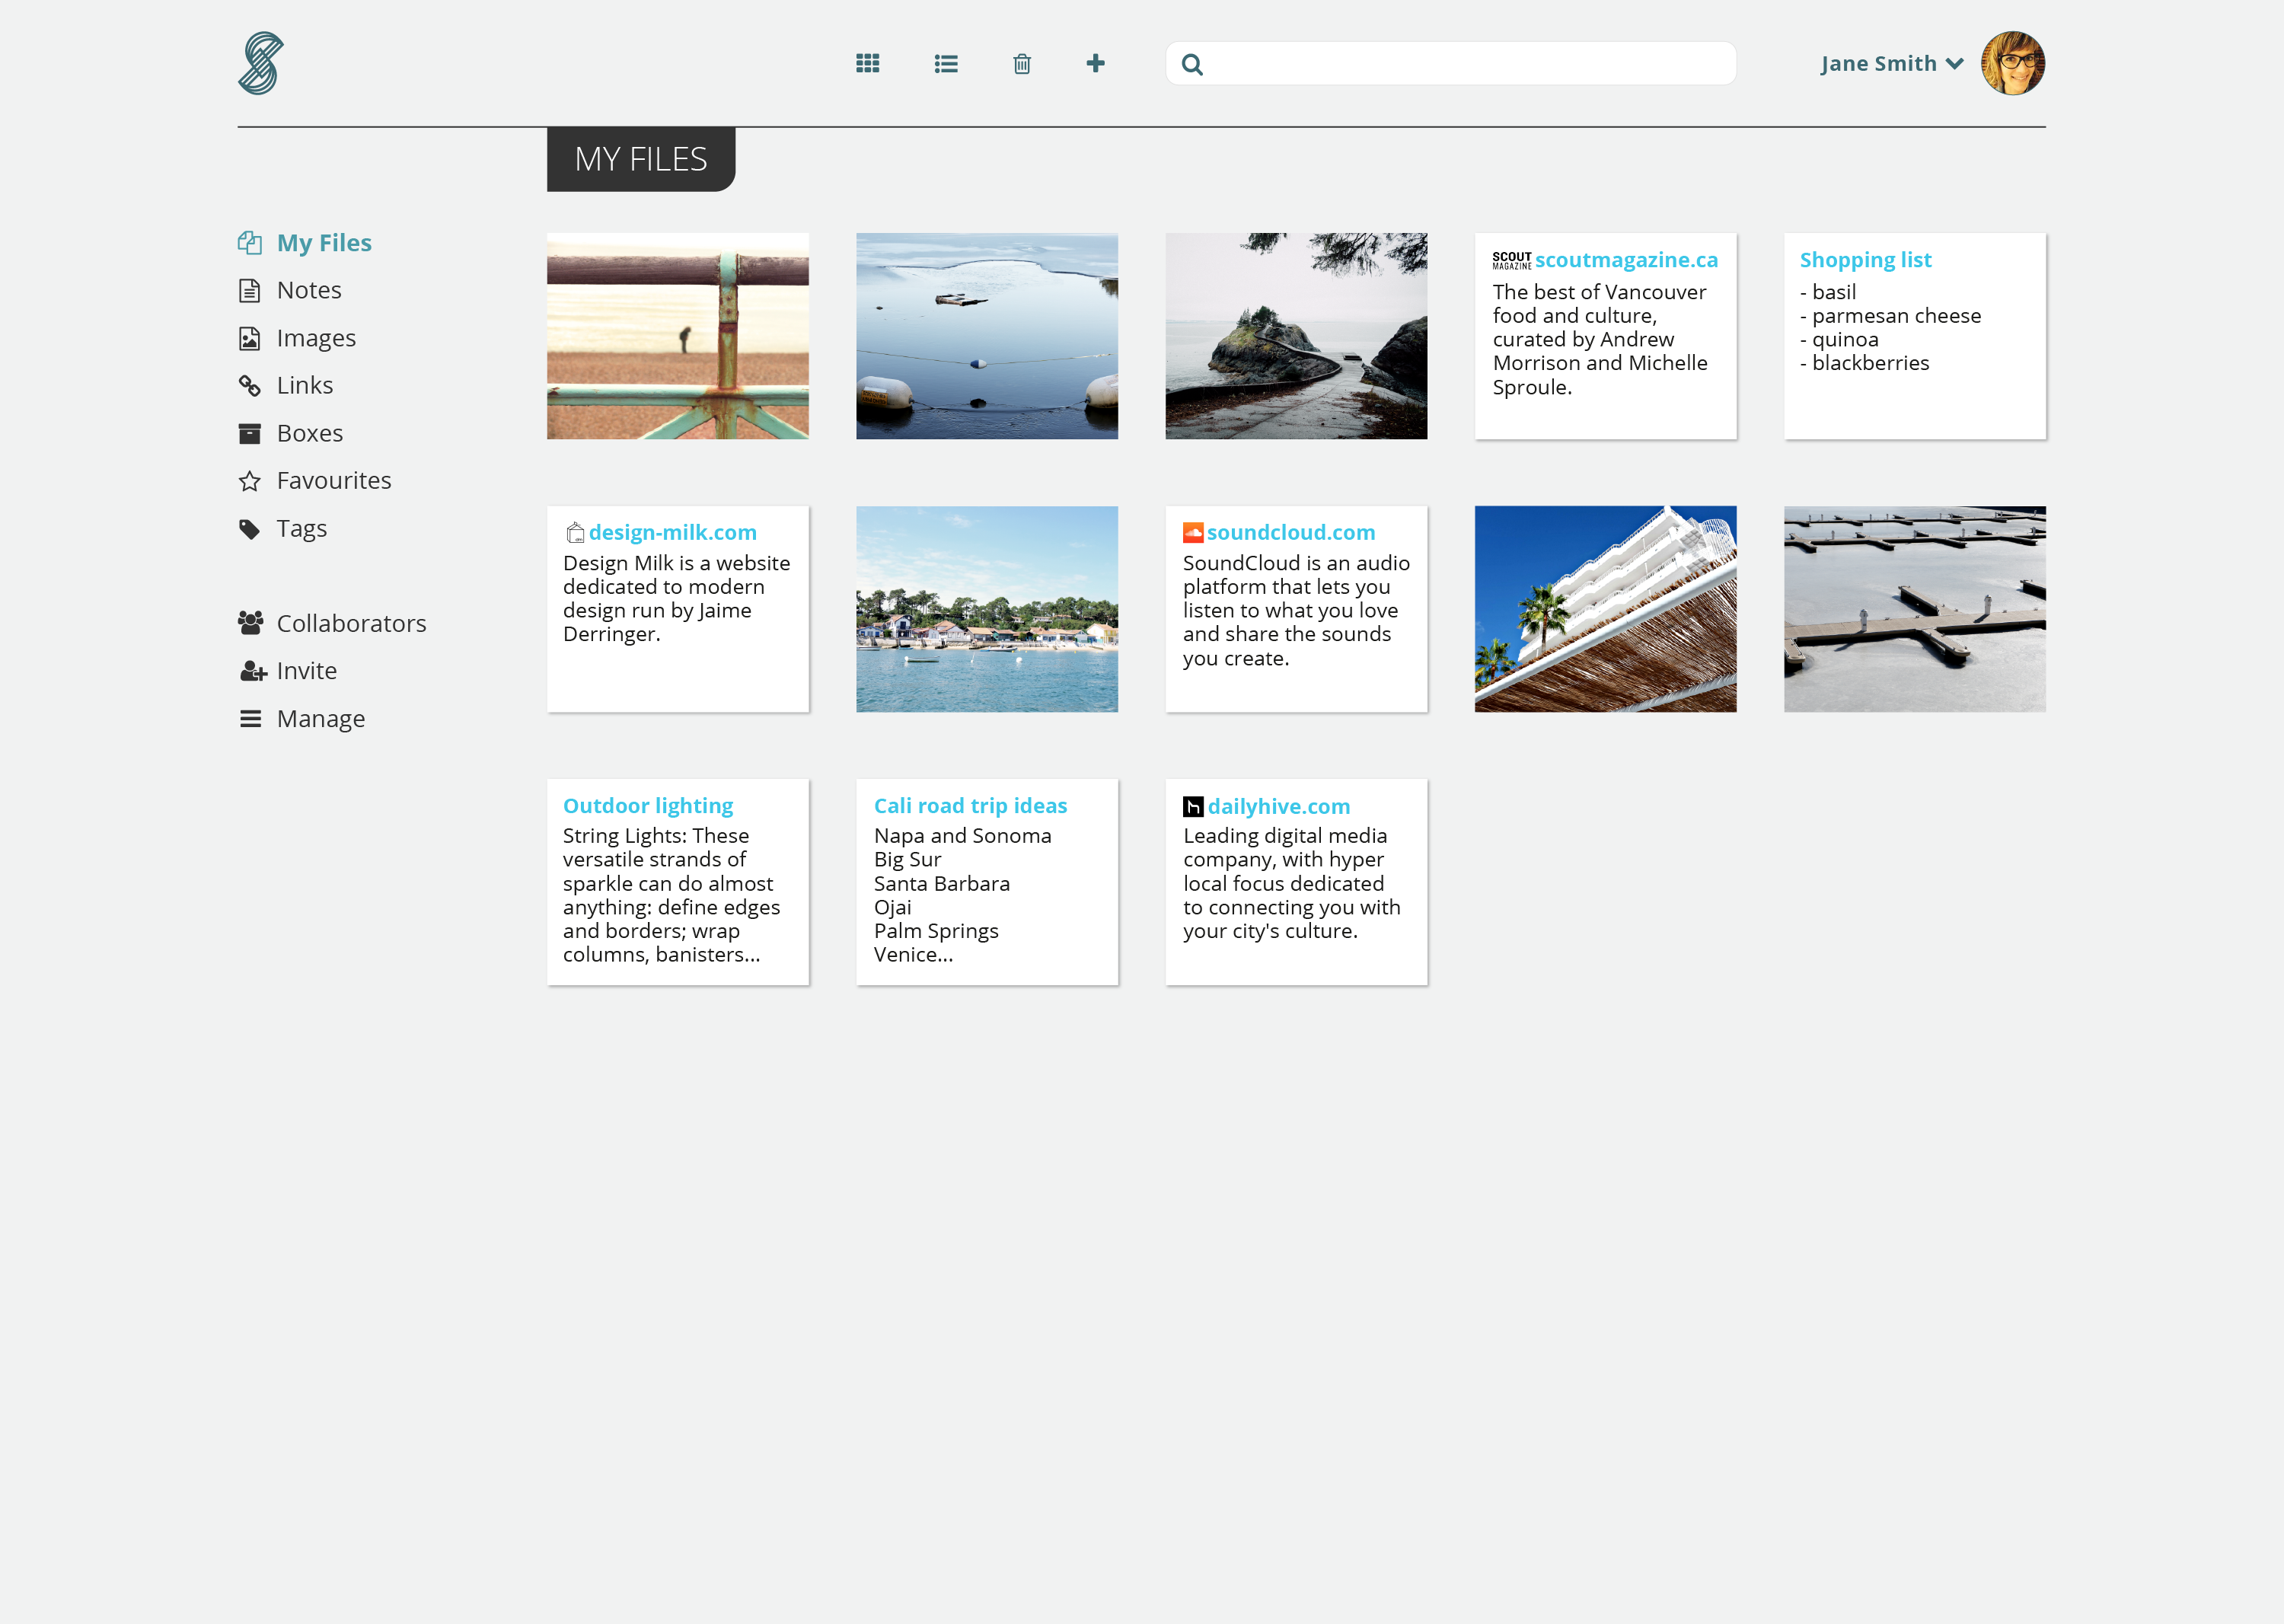 Jane Smith
MY FILES
My Files
Notes
Images
Links
Boxes
Favourites
Tags
Collaborators
Invite
Manage
SCOUT
MAGAZINE
scoutmagazine.ca
The best of Vancouver
food and culture,
curated by Andrew
Morrison and Michelle
Sproule.
Shopping list
- basil
- parmesan cheese
- quinoa
- blackberries
design-milk.com
Design Milk is a website
dedicated to modern
design run by Jaime
Derringer.
soundcloud.com
SoundCloud is an audio
platform that lets you
listen to what you love
and share the sounds
you create.
Outdoor lighting
String Lights: These
versatile strands of
sparkle can do almost
anything: define edges
and borders; wrap
columns, banisters...
Cali road trip ideas
Napa and Sonoma
Big Sur
Santa Barbara
Ojai
Palm Springs
Venice...
dailyhive.com
Leading digital media
company, with hyper
local focus dedicated
to connecting you with
your city's culture.